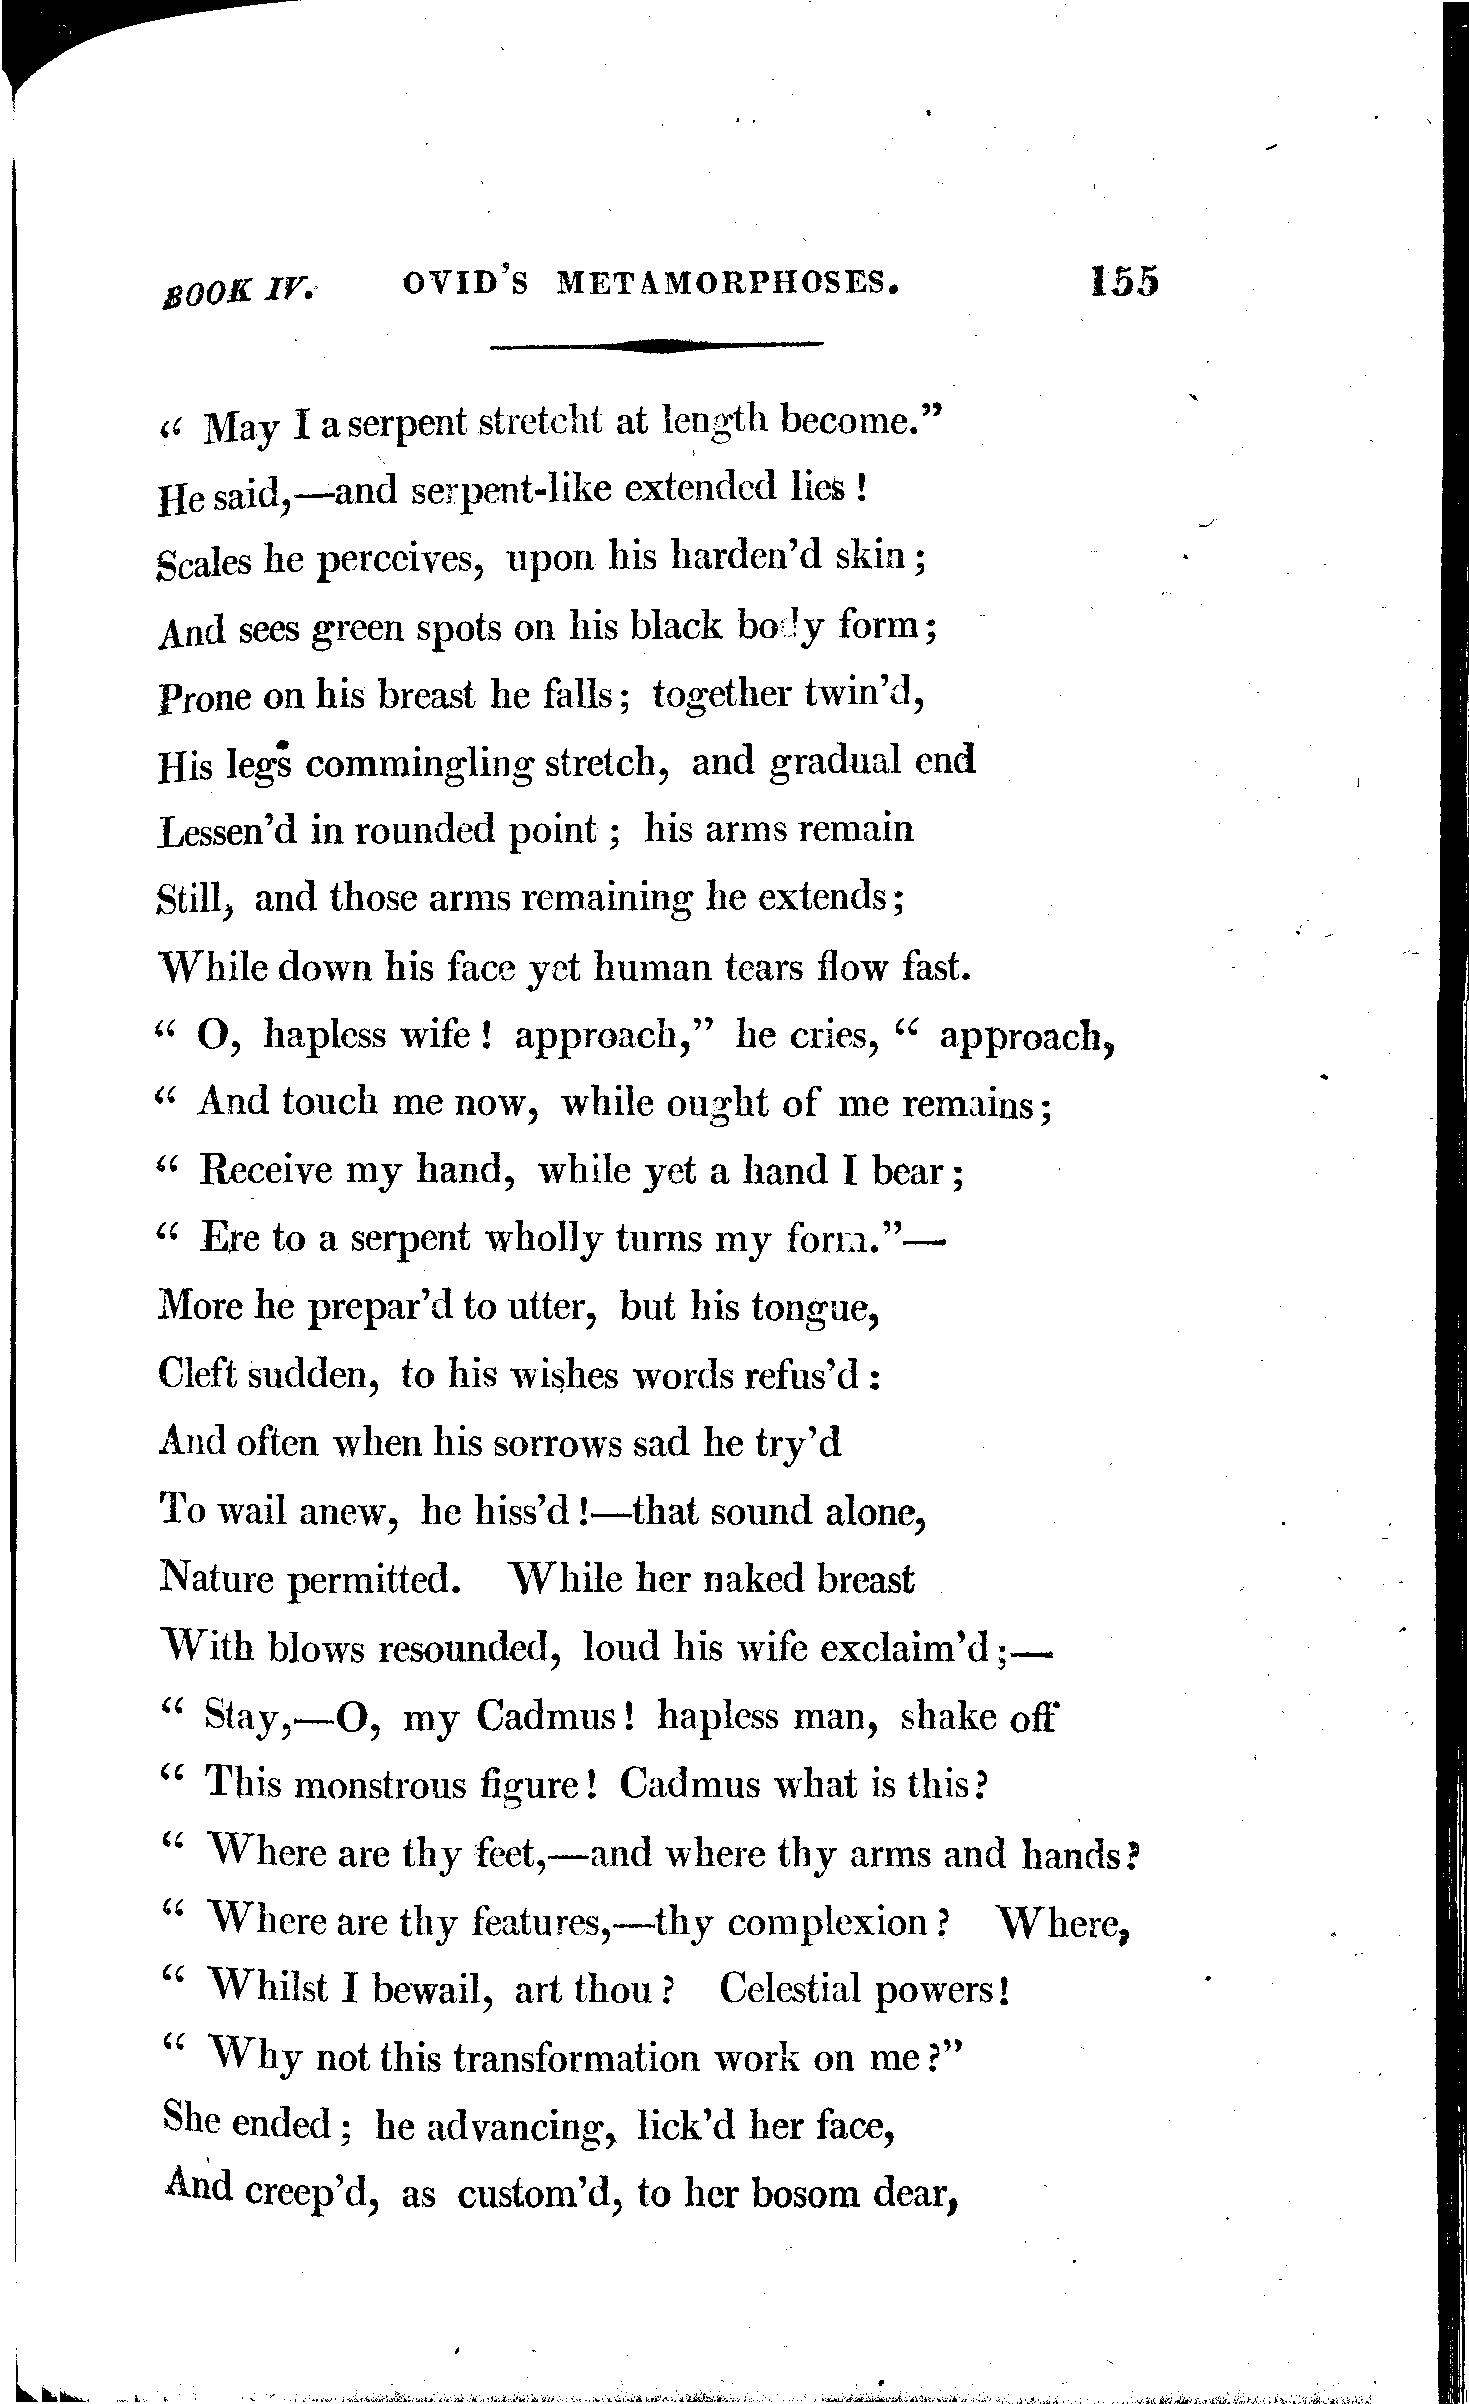 BOOK IV. OVID'S METAMORPHOSES. 155
“ May I a serpent stretcht at length become.”
He said,—and serpent-like extended lies !
Scales he perceives, upon his harden'd skin ;
And sees green spots on his black body form ;
Prone on his breast he falls ; together twin'd,
His legs commingling stretch, and gradual end
Lessen'd in rounded point ; his arms remain
Still, and those arms remaining he extends ;
While down his face yet human tears flow fast.
“ O, hapless wife ! approach,” he cries, “ approach,
“ And touch me now, while ought of me remains ;
“ Receive my hand, while yet a hand I bear ;
“ Ere to a serpent wholly turns my form.”—
More he prepar'd to utter, but his tongue,
Cleft sudden, to his wishes words refus'd :
And often when his sorrows sad he try'd
To wail anew, he hiss'd !—that sound alone,
Nature permitted. While her naked breast
With blows resounded, loud his wife exclaim'd ;—
“ Stay,—O, my Cadmus ! hapless man, shake off
“ This monstrous figure ! Cadmus what is this ?
“ Where are thy feet,—and where thy arms and hands ?
“ Where are thy features,—thy complexion ? Where,
“ Whilst I bewail, art thou ? Celestial powers !
“ Why not this transformation work on me ?”
She ended ; he advancing, lick'd her face,
And creep'd, as custom'd, to her bosom dear,